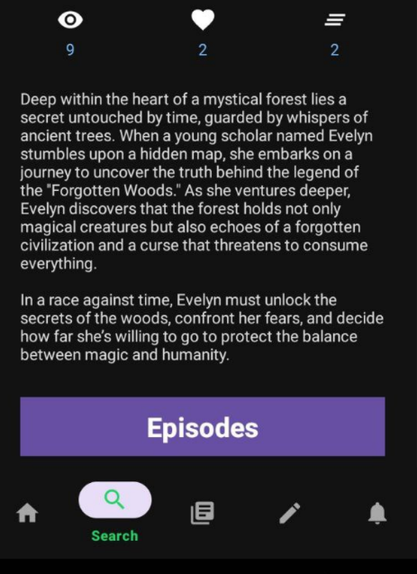 9 2 2
Deep within the heart of a mystical forest lies a
secret untouched by time, guarded by whispers of
ancient trees. When a young scholar named Evelyn
stumbles upon a hidden map, she embarks on a
journey to uncover the truth behind the legend of
the "Forgotten Woods." As she ventures deeper,
Evelyn discovers that the forest holds not only
magical creatures but also echoes of a forgotten
civilization and a curse that threatens to consume
everything.
In a race against time, Evelyn must unlock the
secrets of the woods, confront her fears, and decide
how far she's willing to go to protect the balance
between magic and humanity.
Episodes
Search